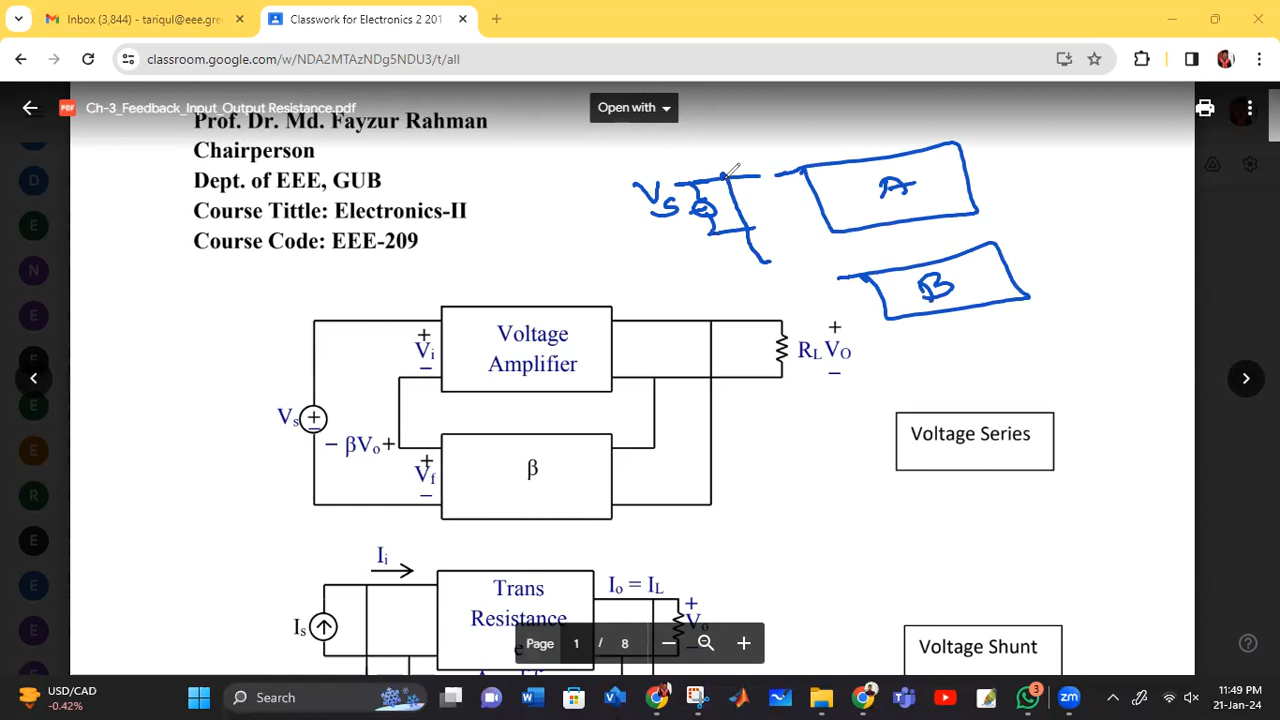 Inbox (3,844) - tariqul@eee.gre
Classwork for Electronics 2 201
classroom.google.com/w/NDA2MTAzNDg5NDU3/t/all
Ch-3_Feedback_Input_Output Resistance.pdf
Open with
Prof. Dr. Md. Fayzur Rahman
Chairperson
Dept. of EEE, GUB
Course Tittle: Electronics-II
Course Code: EEE-209
Vs
A
B
Voltage
Amplifier
+
Vi
−
RL
+
VO
−
Vs
+
−
− βVo +
+
Vf
−
β
Voltage Series
Ii
Is
Trans
Resistance
e
Io = IL
+
Vo
−
Voltage Shunt
Page 1 / 8
N
E
E
E
E
R
E
E
E
USD/CAD
-0.42%
Search
3
zm
11:49 PM
21-Jan-24